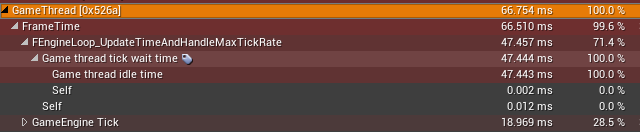 GameThread [0x526a] 66.754 ms 100.0 %
FrameTime 66.510 ms 99.6 %
FEngineLoop_UpdateTimeAndHandleMaxTickRate 47.457 ms 71.4 %
Game thread tick wait time 47.444 ms 100.0 %
Game thread idle time 47.443 ms 100.0 %
Self 0.002 ms 0.0 %
Self 0.012 ms 0.0 %
GameEngine Tick 18.969 ms 28.5 %